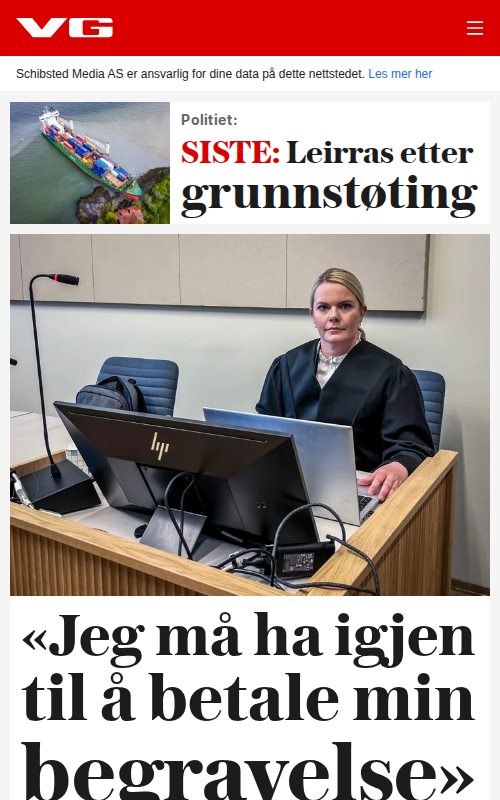 VG
Schibsted Media AS er ansvarlig for dine data på dette nettstedet. Les mer her
Politiet:
SISTE: Leirras etter
grunnstøting
hp
«Jeg må ha igjen
til å betale min
begravelse»